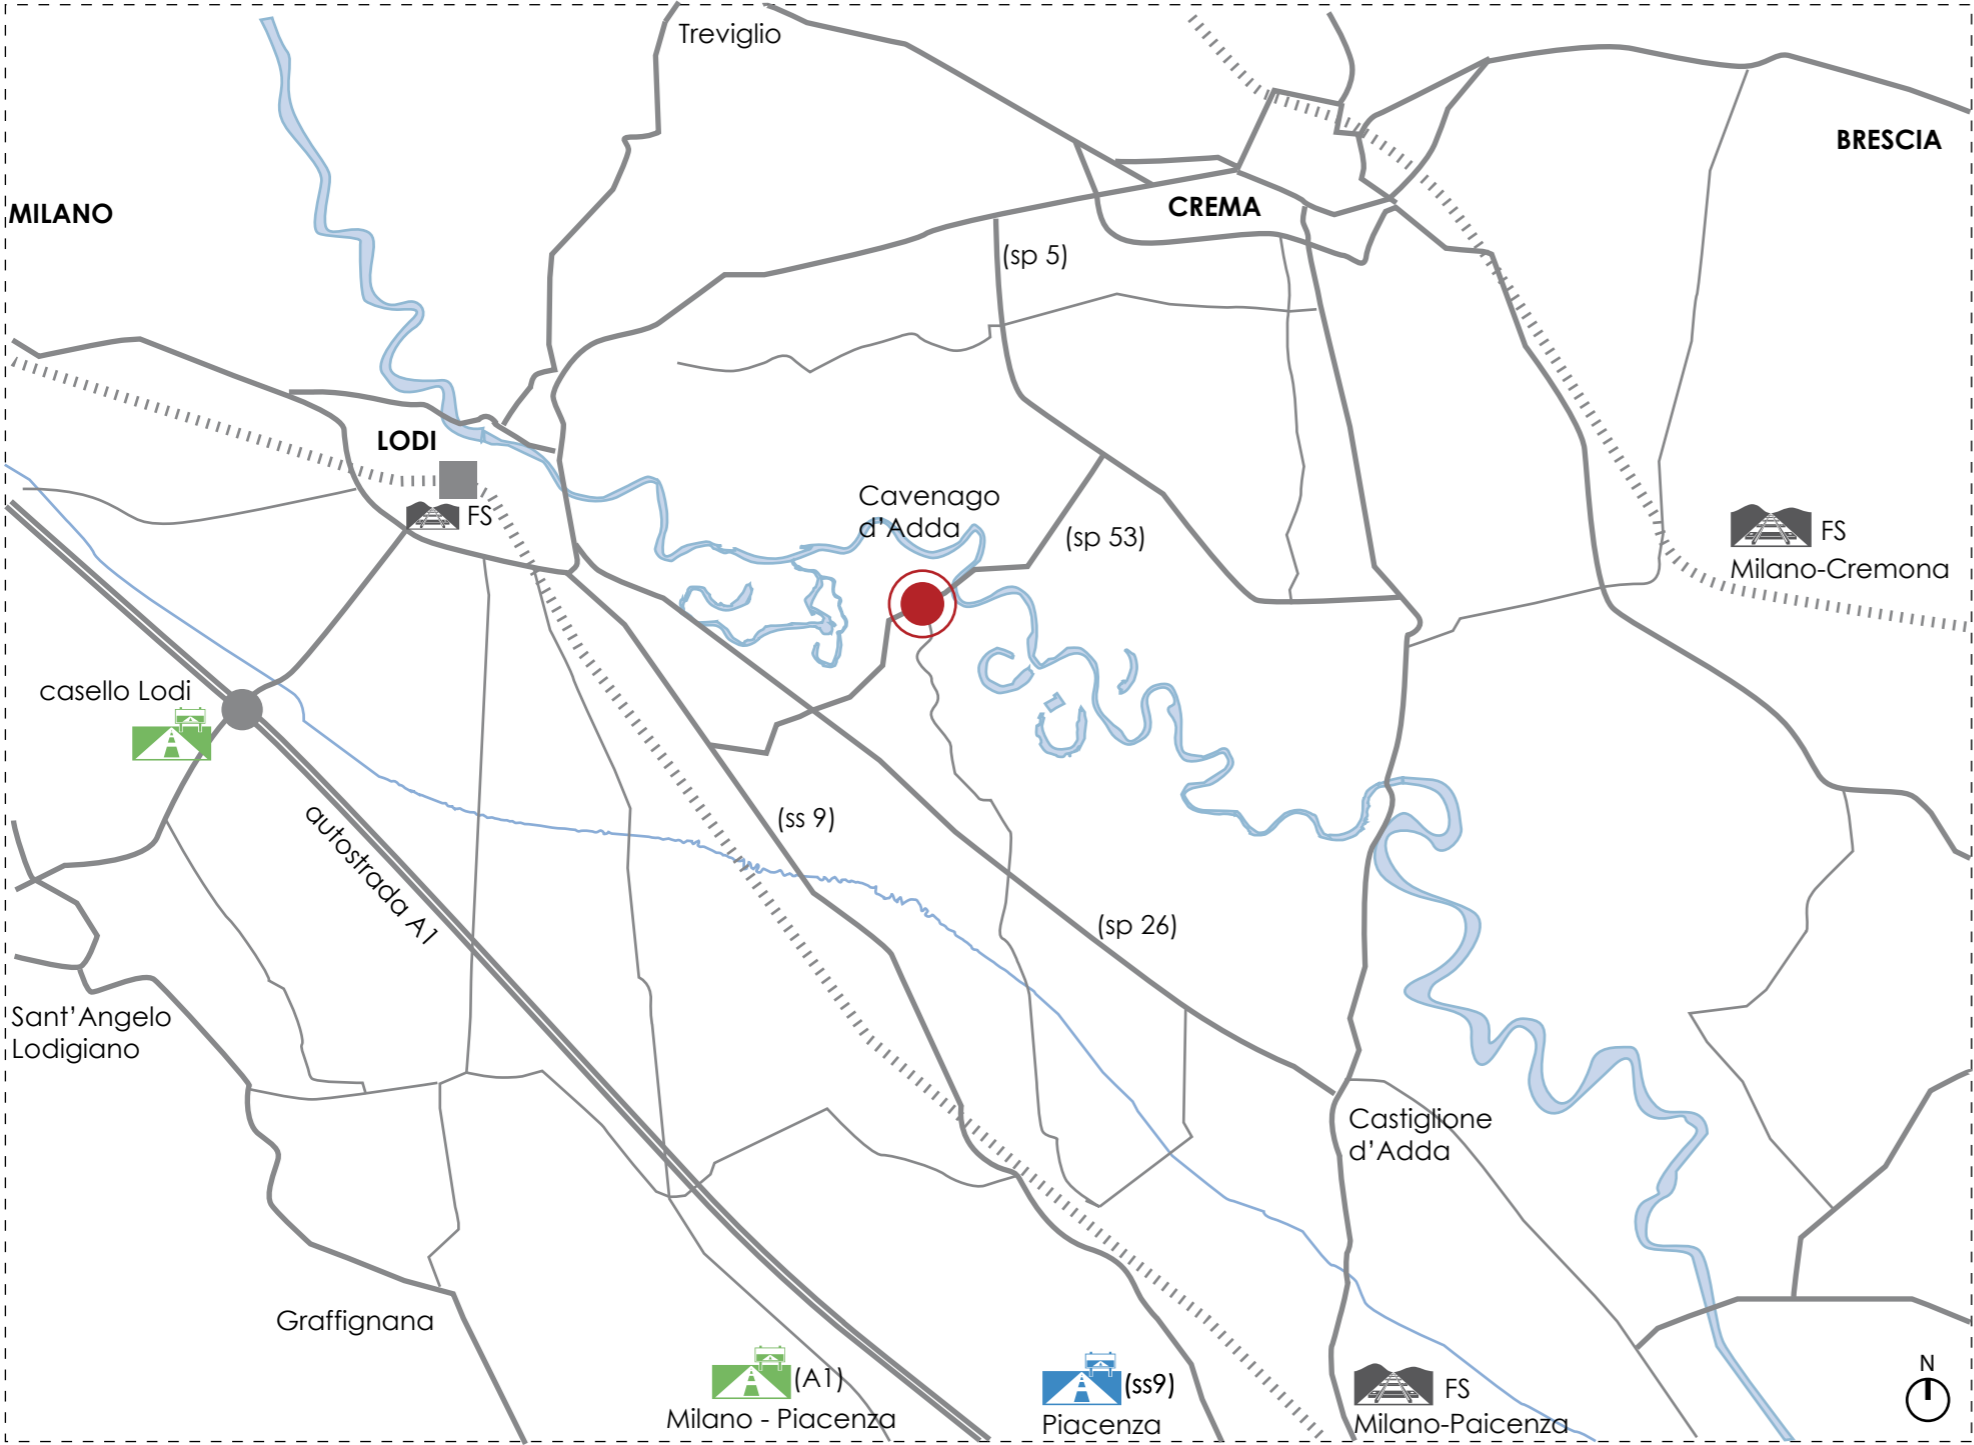 Treviglio
BRESCIA
MILANO
CREMA
(sp 5)
LODI
FS
Cavenago
d'Adda
(sp 53)
FS
Milano-Cremona
casello Lodi
autostrada A1
(ss 9)
(sp 26)
Sant'Angelo
Lodigiano
Castiglione
d'Adda
Graffignana
(A1)
Milano - Piacenza
(ss9)
Piacenza
FS
Milano-Paicenza
N